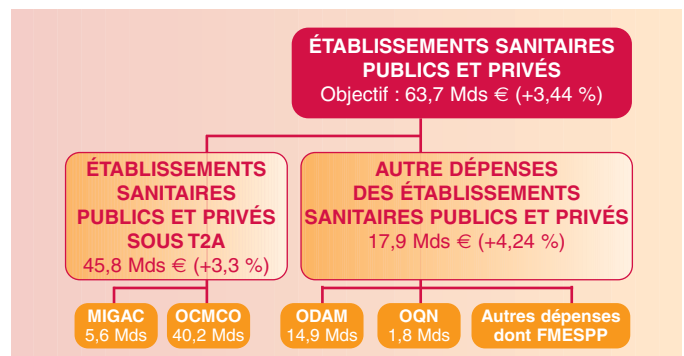 ÉTABLISSEMENTS SANITAIRES
PUBLICS ET PRIVÉS
Objectif : 63,7 Mds € (+3,44 %)
ÉTABLISSEMENTS
SANITAIRES
PUBLICS ET PRIVÉS
SOUS T2A
45,8 Mds € (+3,3 %)
AUTRE DÉPENSES
DES ÉTABLISSEMENTS
SANITAIRES PUBLICS ET PRIVÉS
17,9 Mds € (+4,24 %)
MIGAC
5,6 Mds
OCMCO
40,2 Mds
ODAM
14,9 Mds
OQN
1,8 Mds
Autres dépenses
dont FMESPP